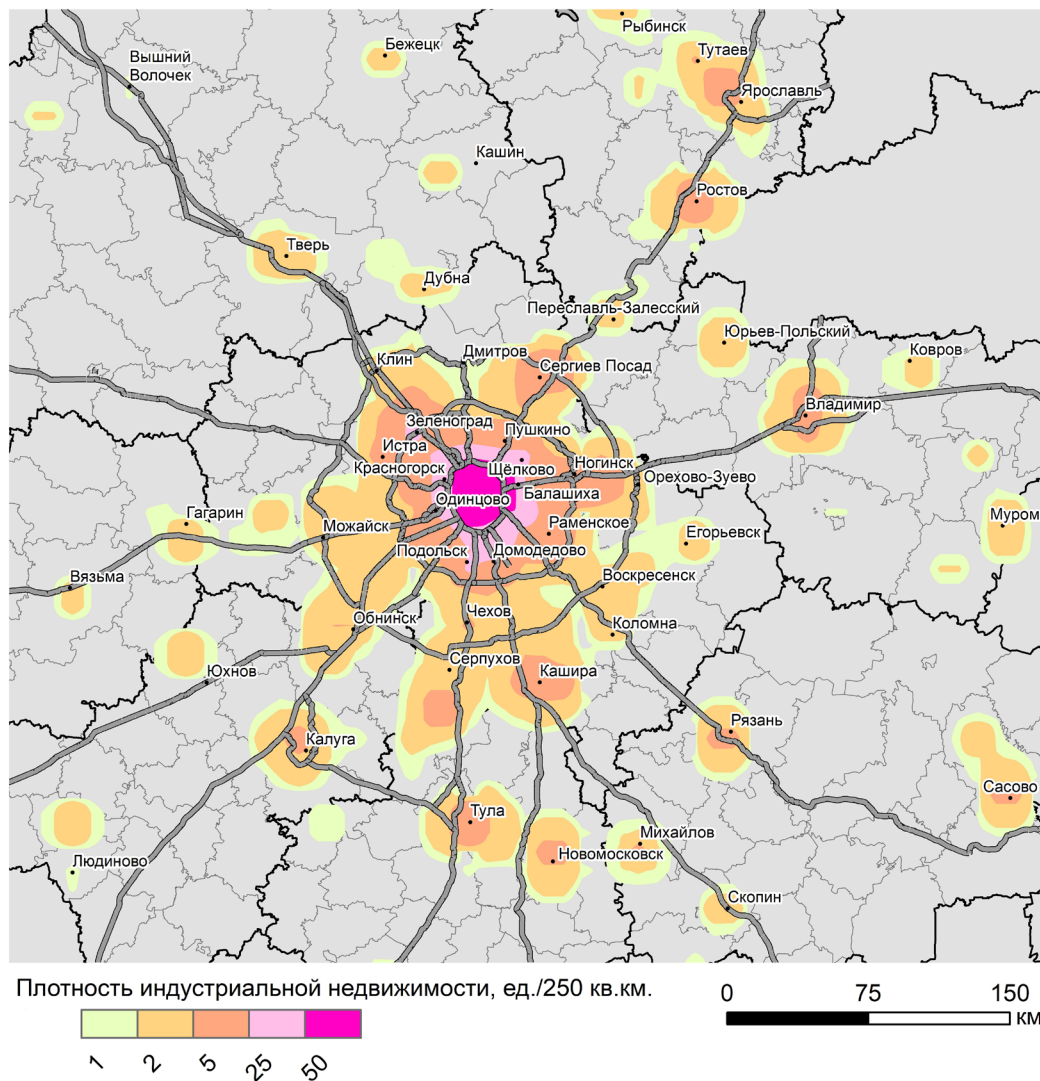 Рыбинск
Бежецк
Тутаев
Вышний
Волочек
Ярославль
Кашин
Ростов
Тверь
Дубна
Переславль-Залесский
Юрьев-Польский
Ковров
Клин
Дмитров
Сергиев Посад
Владимир
Зеленоград
Пушкино
Истра
Красногорск
Щёлково
Ногинск
Орехово-Зуево
Балашиха
Одинцово
Гагарин
Можайск
Раменское
Муром
Егорьевск
Подольск
Домодедово
Вязьма
Воскресенск
Обнинск
Чехов
Коломна
Серпухов
Юхнов
Кашира
Рязань
Калуга
Сасово
Тула
Михайлов
Новомосковск
Людиново
Скопин
Плотность индустриальной недвижимости, ед./250 кв.км.
1 2 5 25 50
0 75 150
км